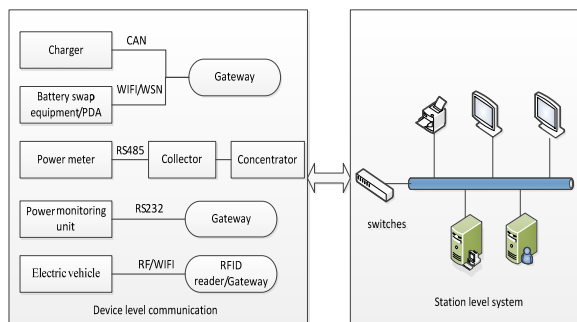 Charger
CAN
Gateway
Battery swap
equipment/PDA
WIFI/WSN
Power meter
RS485
Collector
Concentrator
Power monitoring
unit
RS232
Gateway
Electric vehicle
RF/WIFI
RFID
reader/Gateway
Device level communication
switches
Station level system